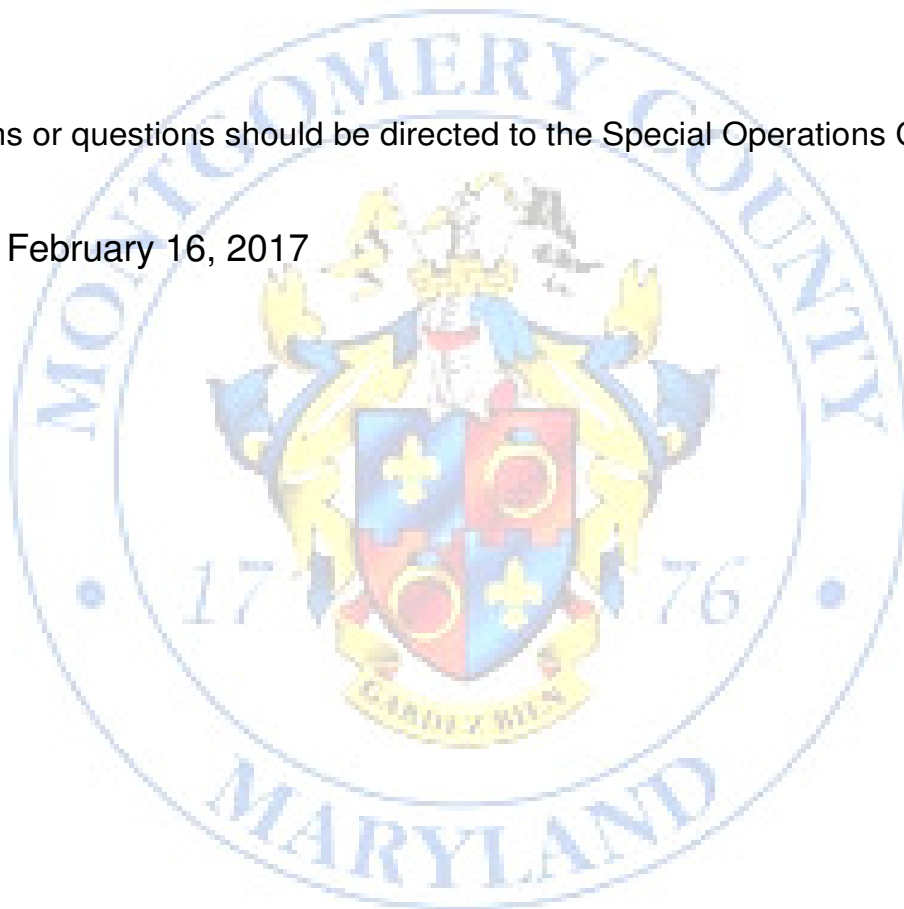 MONTGOMERY COUNTY
ns or questions should be directed to the Special Operations C
February 16, 2017
17 76
GARDEZ BIEN
MARYLAND